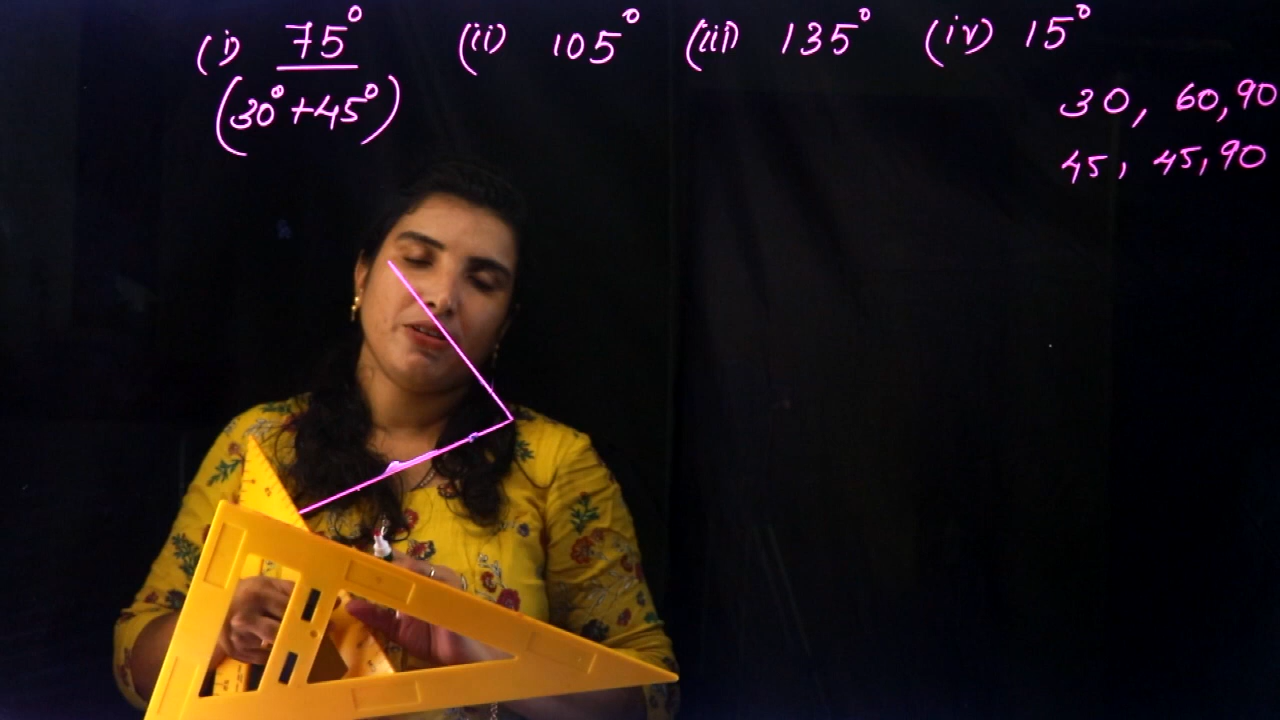 (i) 75° (ii) 105° (iii) 135° (iv) 15°
(30°+45°)
30, 60,90
45, 45,90